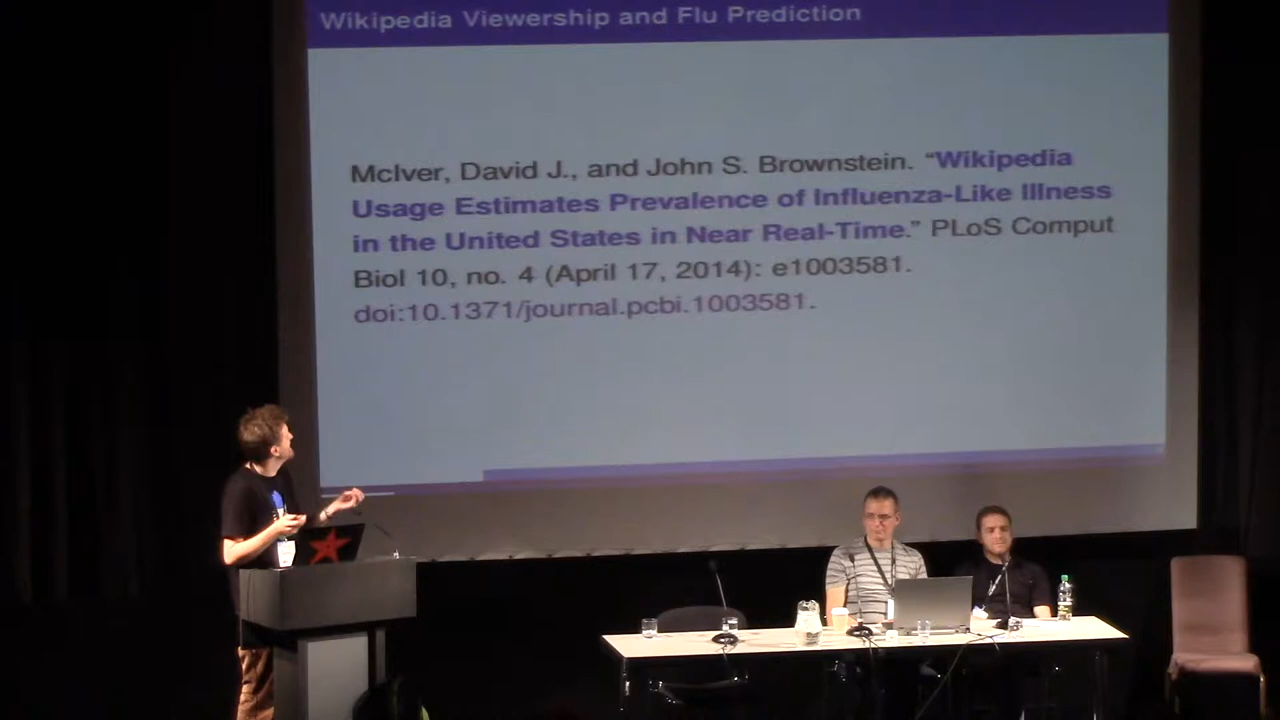 Wikipedia Viewership and Flu Prediction
McIver, David J., and John S. Brownstein. “Wikipedia
Usage Estimates Prevalence of Influenza-Like Illness
in the United States in Near Real-Time.” PLoS Comput
Biol 10, no. 4 (April 17, 2014): e1003581.
doi:10.1371/journal.pcbi.1003581.